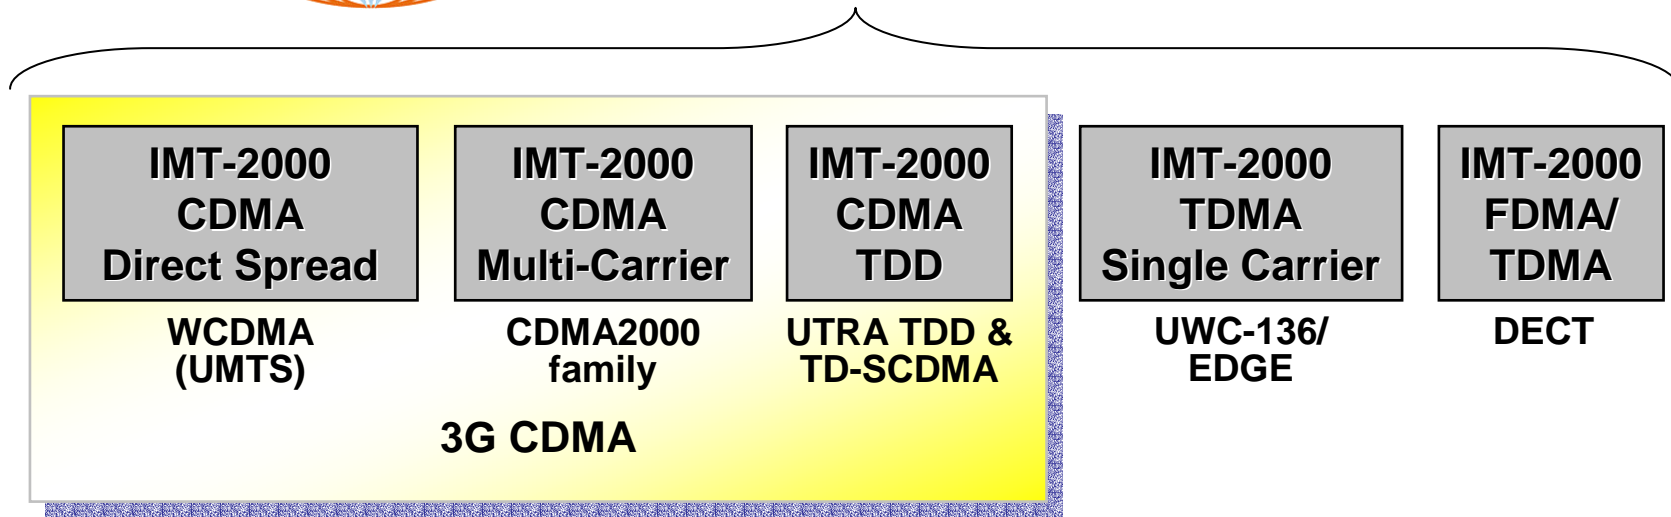 IMT-2000
CDMA
Direct Spread
WCDMA
(UMTS)
IMT-2000
CDMA
Multi-Carrier
CDMA2000
family
IMT-2000
CDMA
TDD
UTRA TDD &
TD-SCDMA
3G CDMA
IMT-2000
TDMA
Single Carrier
UWC-136/
EDGE
IMT-2000
FDMA/
TDMA
DECT